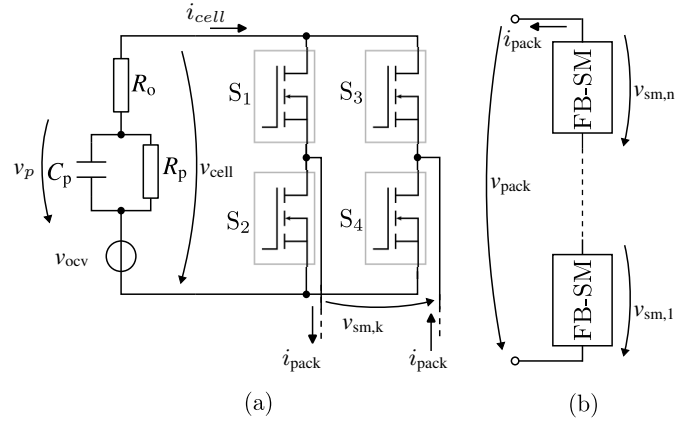 i_cell
(b)
i_pack
R_o
S_1
S_3
FB-SM
v_sm,n
v_p
C_p
R_p
v_cell
v_pack
S_2
S_4
v_ocv
FB-SM
v_sm,1
v_sm,k
i_pack
i_pack
(a)
(b)